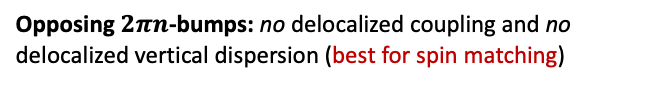 Opposing 2πn-bumps: no delocalized coupling and no
delocalized vertical dispersion (best for spin matching)